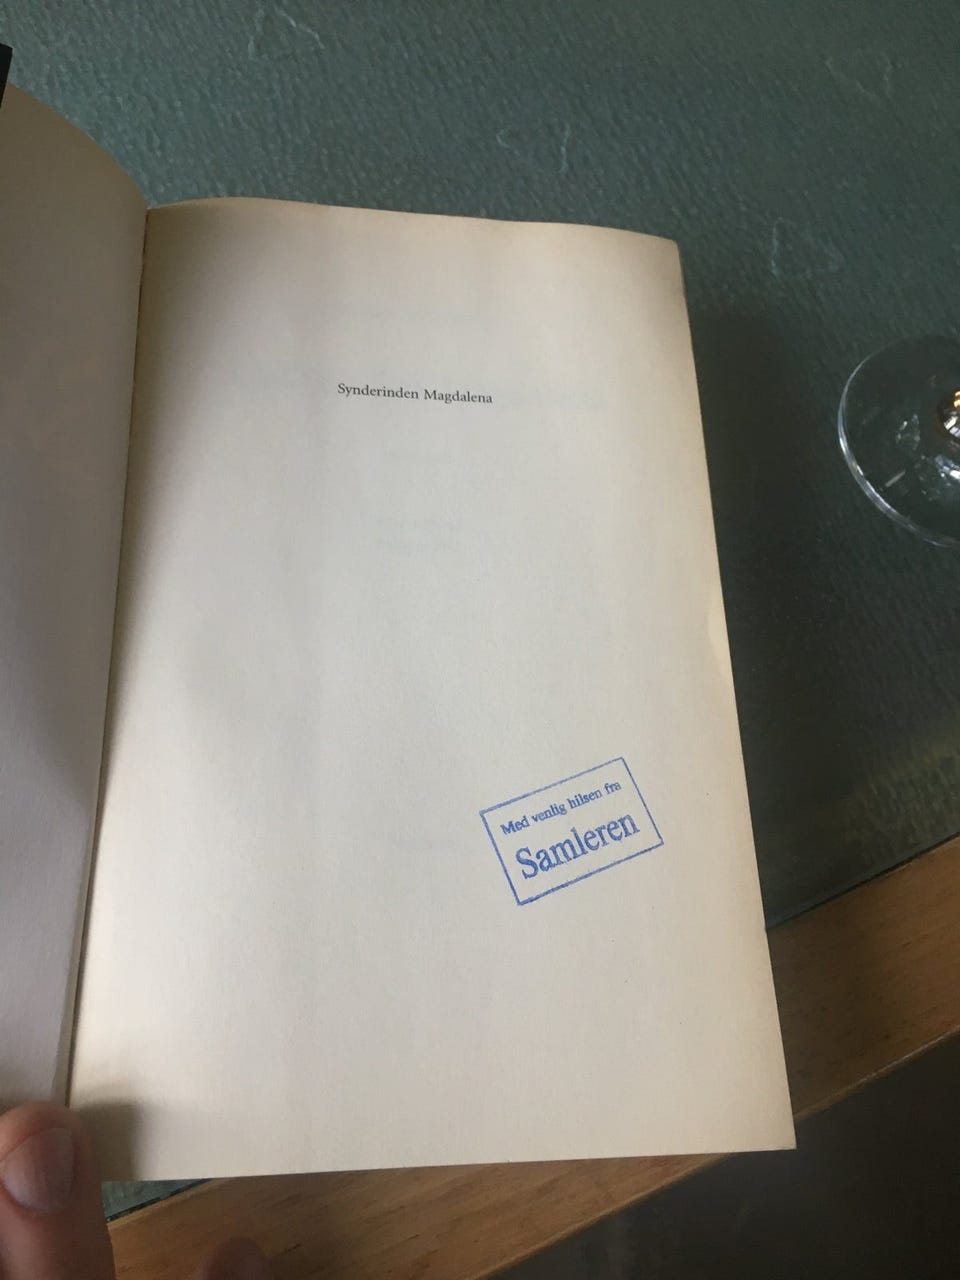 Synderinden Magdalena
Med venlig hilsen fra
Samleren